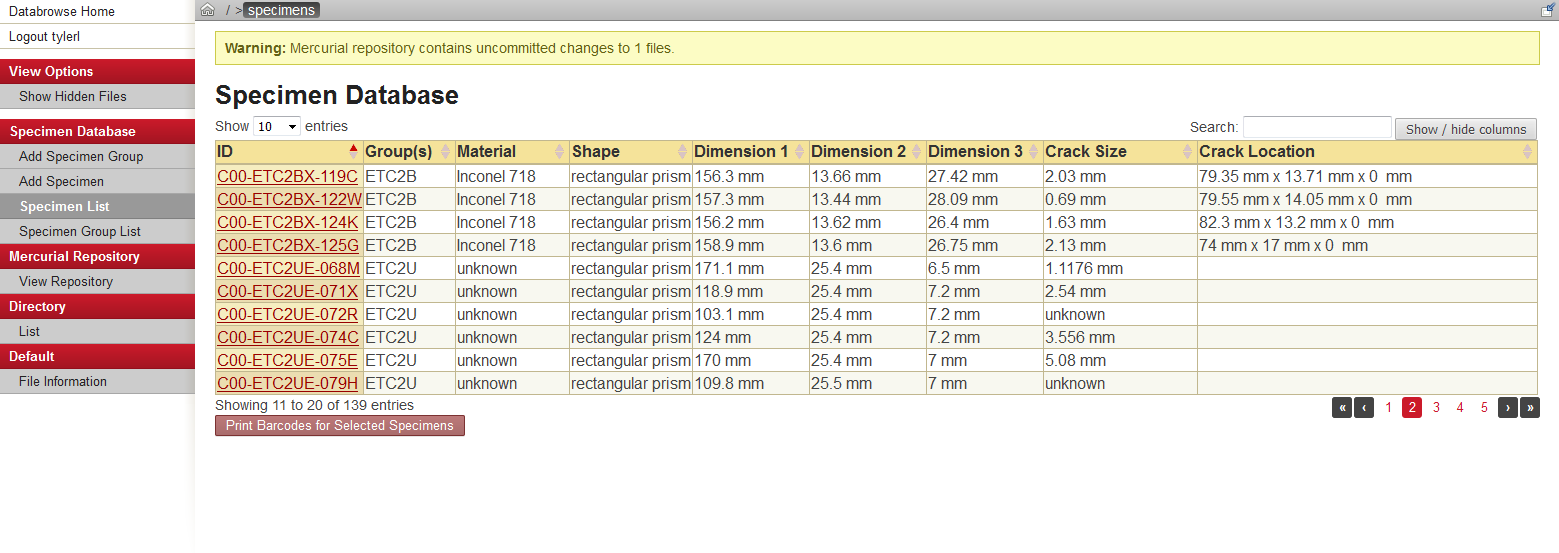 Databrowse Home
Logout tylerl
View Options
Show Hidden Files
Specimen Database
Add Specimen Group
Add Specimen
Specimen List
Specimen Group List
Mercurial Repository
View Repository
Directory
List
Default
File Information
/ > specimens
Warning: Mercurial repository contains uncommitted changes to 1 files.
Specimen Database
Show 10 entries
Search: Show / hide columns
ID Group(s) Material Shape Dimension 1 Dimension 2 Dimension 3 Crack Size Crack Location
C00-ETC2BX-119C ETC2B Inconel 718 rectangular prism 156.3 mm 13.66 mm 27.42 mm 2.03 mm 79.35 mm x 13.71 mm x 0 mm
C00-ETC2BX-122W ETC2B Inconel 718 rectangular prism 157.3 mm 13.44 mm 28.09 mm 0.69 mm 79.55 mm x 14.05 mm x 0 mm
C00-ETC2BX-124K ETC2B Inconel 718 rectangular prism 156.2 mm 13.62 mm 26.4 mm 1.63 mm 82.3 mm x 13.2 mm x 0 mm
C00-ETC2BX-125G ETC2B Inconel 718 rectangular prism 158.9 mm 13.6 mm 26.75 mm 2.13 mm 74 mm x 17 mm x 0 mm
C00-ETC2UE-068M ETC2U unknown rectangular prism 171.1 mm 25.4 mm 6.5 mm 1.1176 mm
C00-ETC2UE-071X ETC2U unknown rectangular prism 118.9 mm 25.4 mm 7.2 mm 2.54 mm
C00-ETC2UE-072R ETC2U unknown rectangular prism 103.1 mm 25.4 mm 7.2 mm unknown
C00-ETC2UE-074C ETC2U unknown rectangular prism 124 mm 25.4 mm 7.2 mm 3.556 mm
C00-ETC2UE-075E ETC2U unknown rectangular prism 170 mm 25.4 mm 7 mm 5.08 mm
C00-ETC2UE-079H ETC2U unknown rectangular prism 109.8 mm 25.5 mm 7 mm unknown
Showing 11 to 20 of 139 entries
« ‹ 1 2 3 4 5 › »
Print Barcodes for Selected Specimens